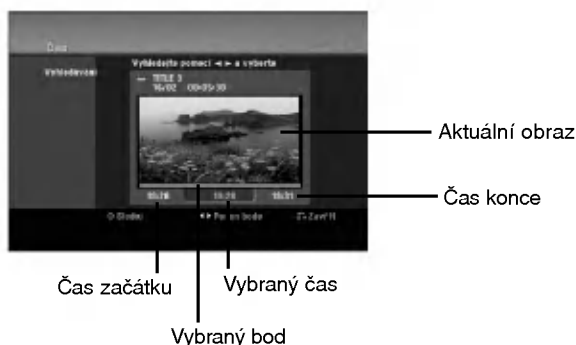 Čas
Vyhledávání
Vyhledejte pomocí ◄ ► a vyberte
TITLE 3
16/02 00:05:30
Aktuální obraz
Čas konce
Čas začátku
Vybraný čas
Vybraný bod